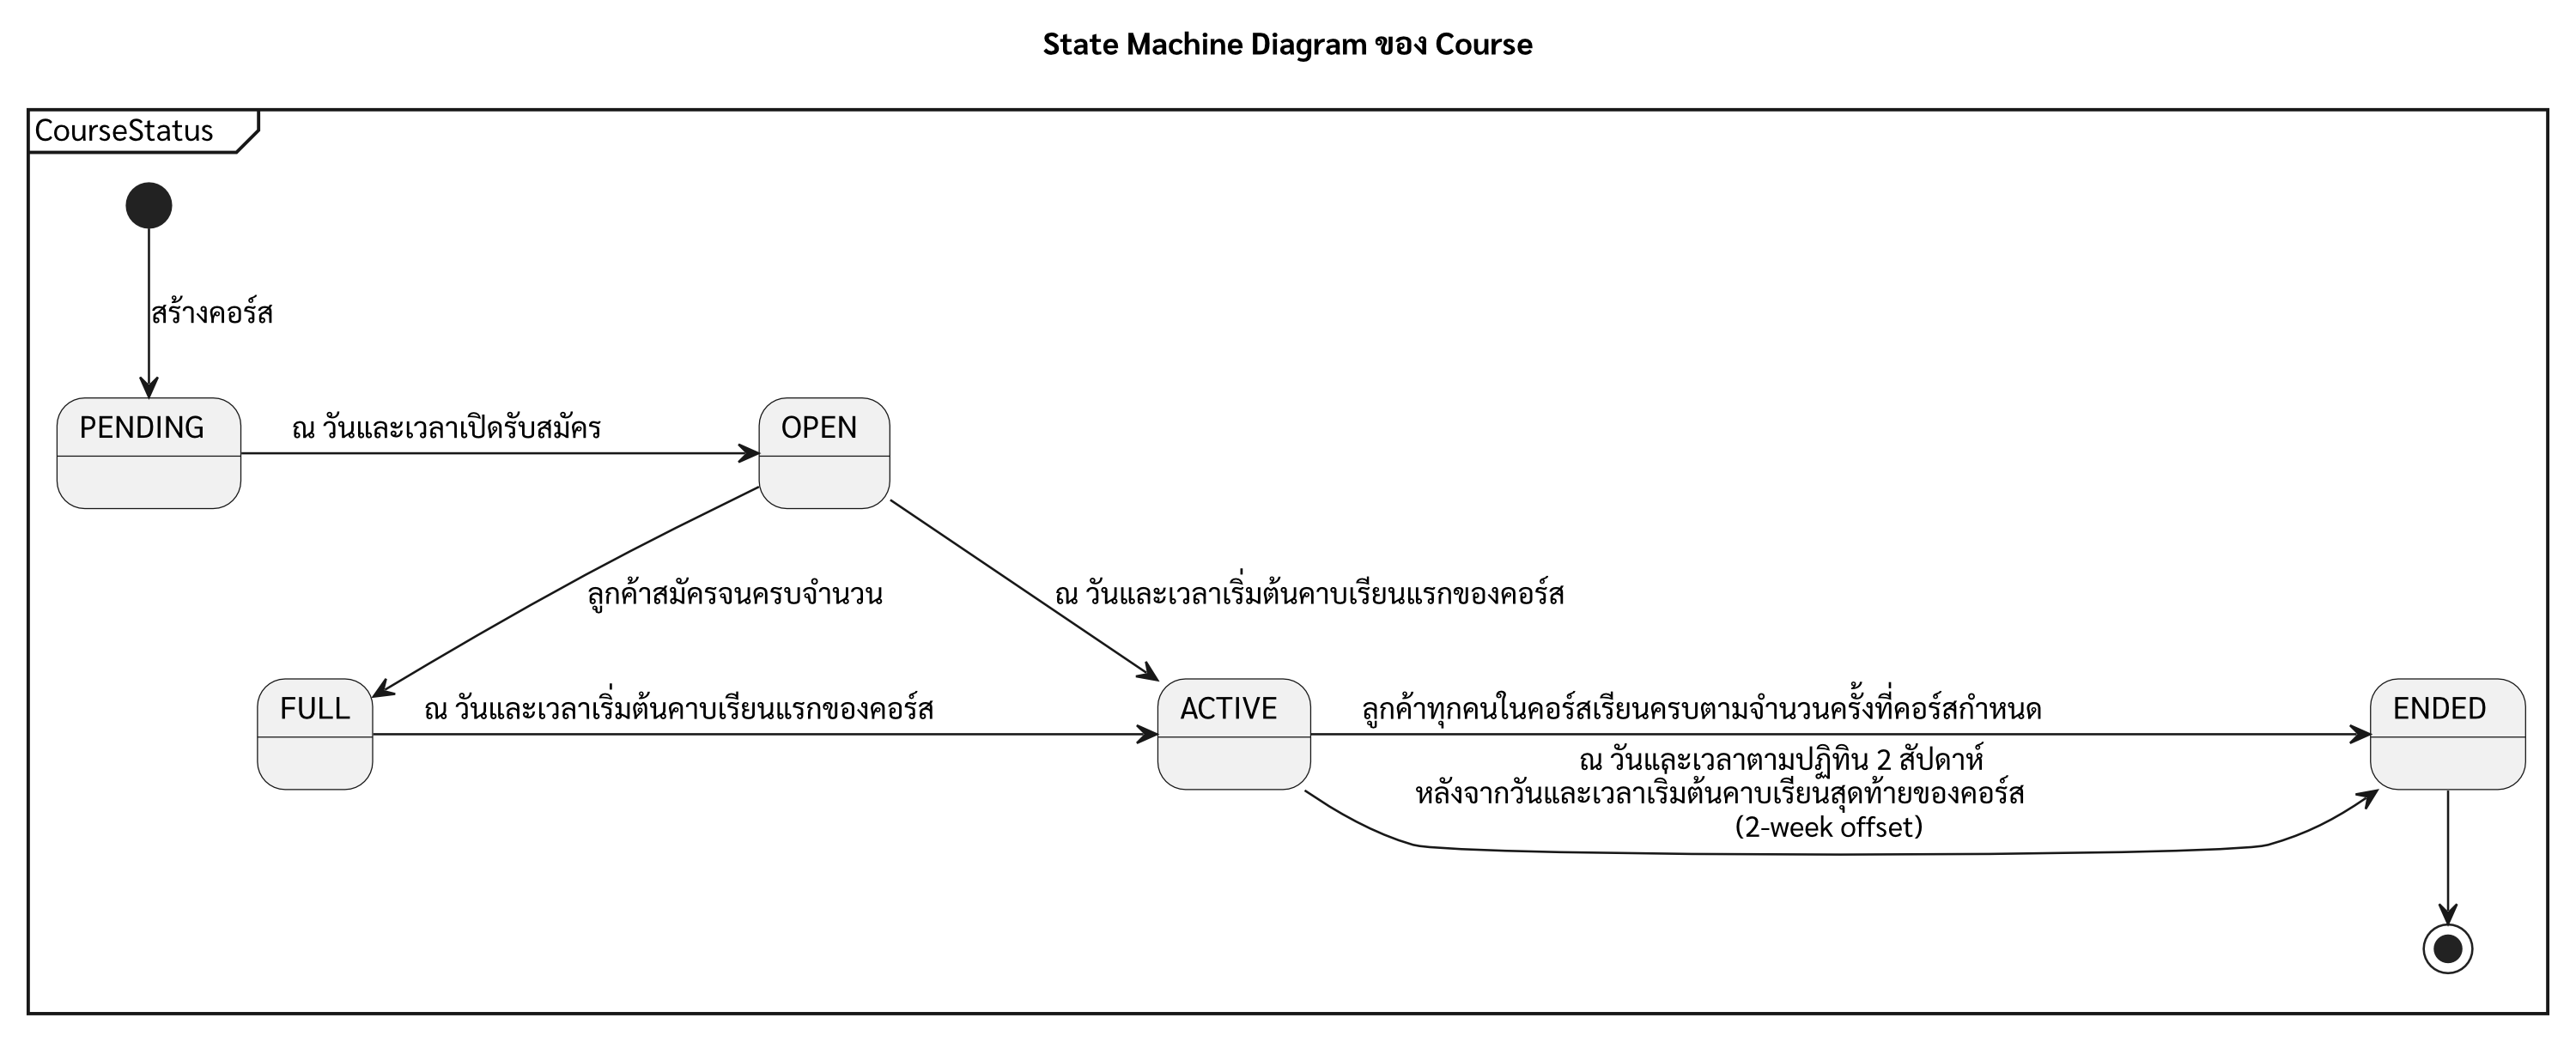 State Machine Diagram ของ Course
CourseStatus
สร้างคอร์ส
PENDING
ณ วันและเวลาเปิดรับสมัคร
OPEN
ลูกค้าสมัครจนครบจำนวน
ณ วันและเวลาเริ่มต้นคาบเรียนแรกของคอร์ส
FULL
ณ วันและเวลาเริ่มต้นคาบเรียนแรกของคอร์ส
ACTIVE
ลูกค้าทุกคนในคอร์สเรียนครบตามจำนวนครั้งที่คอร์สกำหนด
ENDED
ณ วันและเวลาตามปฏิทิน 2 สัปดาห์
หลังจากวันและเวลาเริ่มต้นคาบเรียนสุดท้ายของคอร์ส
(2-week offset)